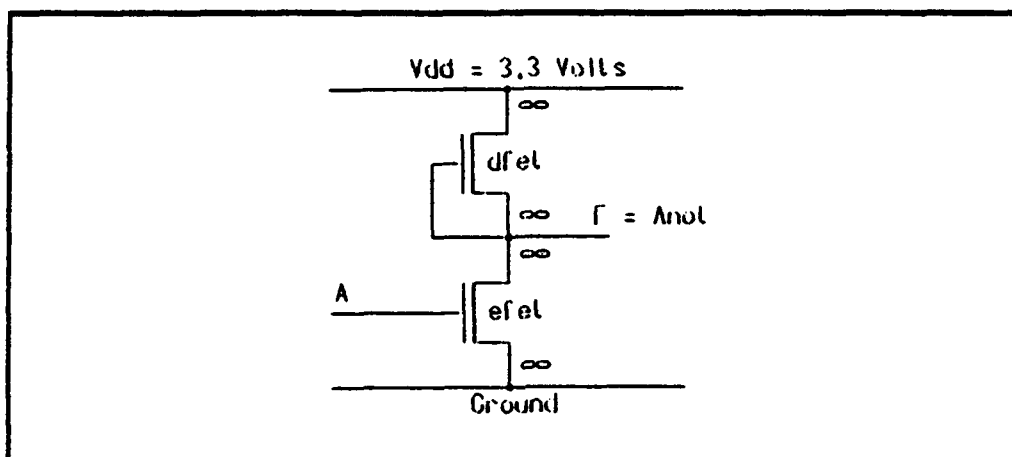 Vdd = 3.3 Volts
∞
dfet
∞
f = Anot
∞
A
efet
∞
Ground